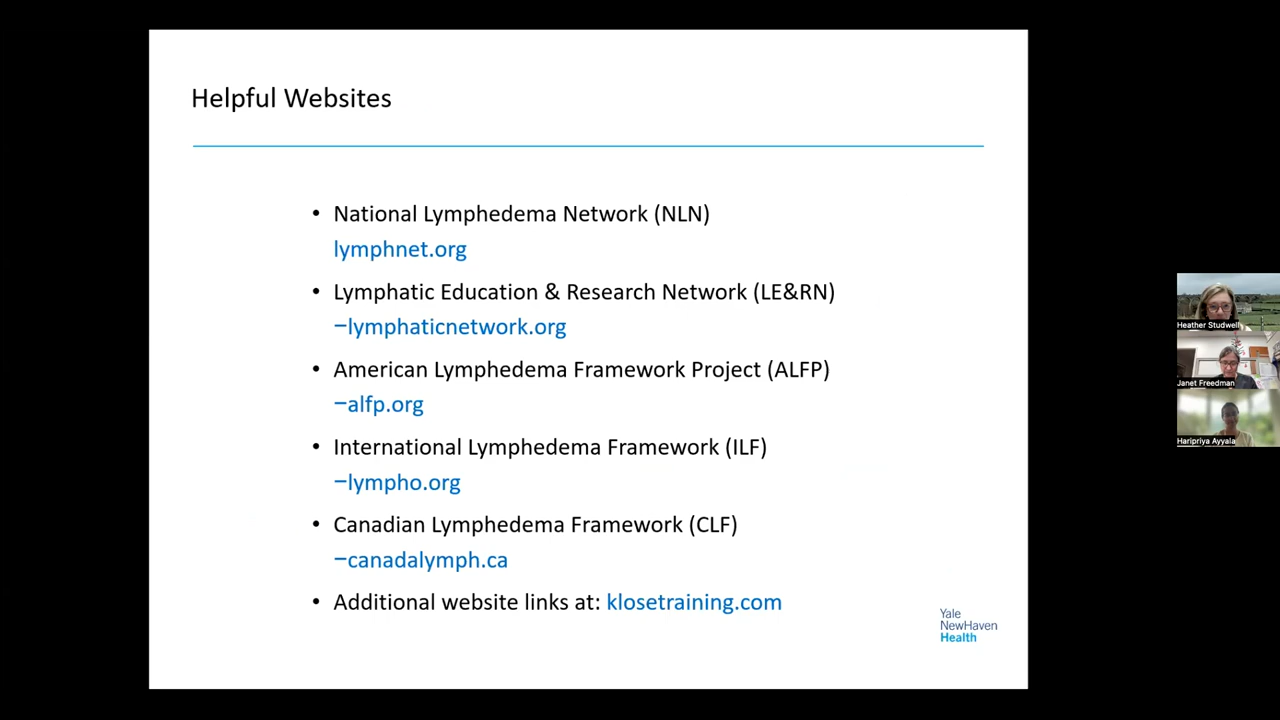 Helpful Websites
• National Lymphedema Network (NLN)
lymphnet.org
• Lymphatic Education & Research Network (LE&RN)
–lymphaticnetwork.org
• American Lymphedema Framework Project (ALFP)
–alfp.org
• International Lymphedema Framework (ILF)
–lympho.org
• Canadian Lymphedema Framework (CLF)
–canadalymph.ca
• Additional website links at: klosetraining.com
Yale
NewHaven
Health
Heather Studwell
Janet Freedman
Haripriya Ayyala